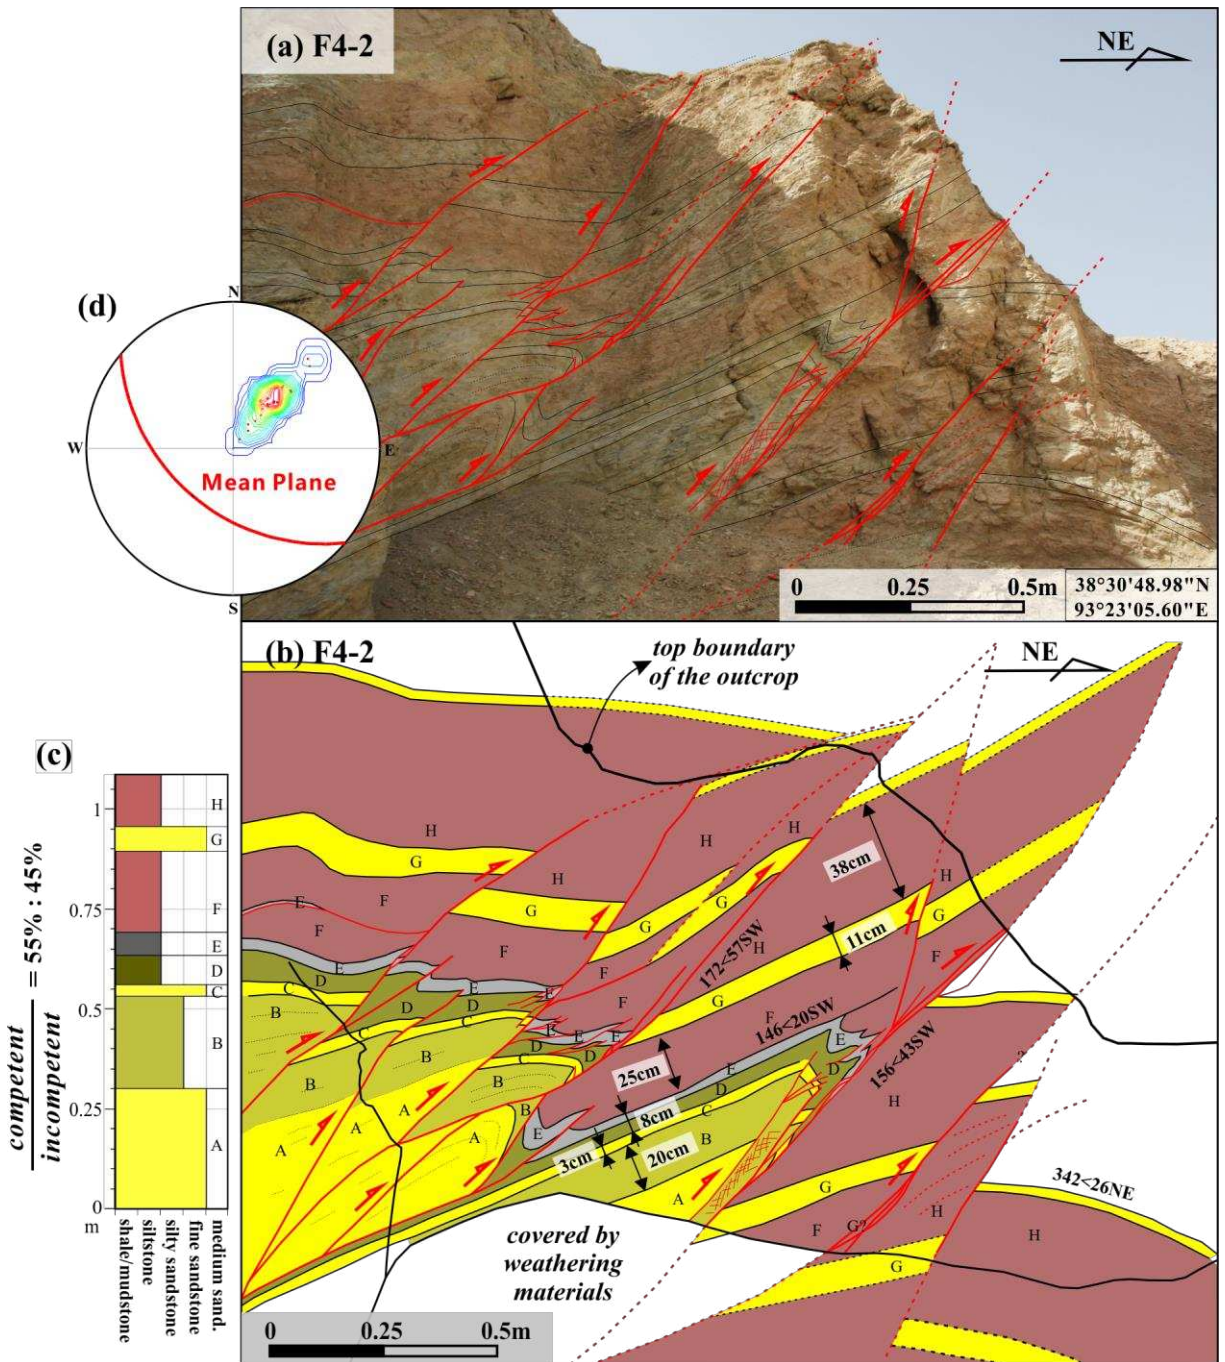 (a) F4-2
NE
(d)
N
W
E
S
Mean Plane
0 0.25 0.5m
38°30'48.98"N
93°23'05.60"E
(b) F4-2
top boundary
of the outcrop
NE
(c)
competent
incompetent
= 55% : 45%
1
0.75
0.5
0.25
0
m
H
G
F
E
D
C
B
A
shale/mudstone
siltstone
silty sandstone
fine sandstone
medium sand.
H
H
H
H
H
G
G
G
G
38cm
11cm
H
G
F
E
F
F
F
F
172<57SW
H
G
E
D
C
B
E
D
C
B
E
D
C
B
E
E
D
F
146<20SW
E
D
156<43SW
25cm
8cm
3cm
20cm
E
D
C
B
A
A
A
A
A
B
E
A
H
?
G
F
G?
H
H
G
342<26NE
covered by
weathering
materials
0 0.25 0.5m